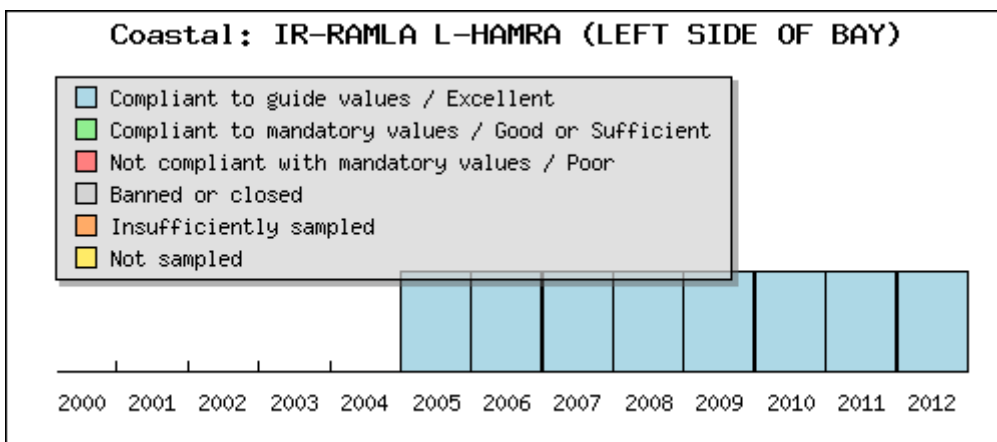 Coastal: IR-RAMLA L-HAMRA (LEFT SIDE OF BAY)
Compliant to guide values / Excellent
Compliant to mandatory values / Good or Sufficient
Not compliant with mandatory values / Poor
Banned or closed
Insufficiently sampled
Not sampled
2000 2001 2002 2003 2004 2005 2006 2007 2008 2009 2010 2011 2012